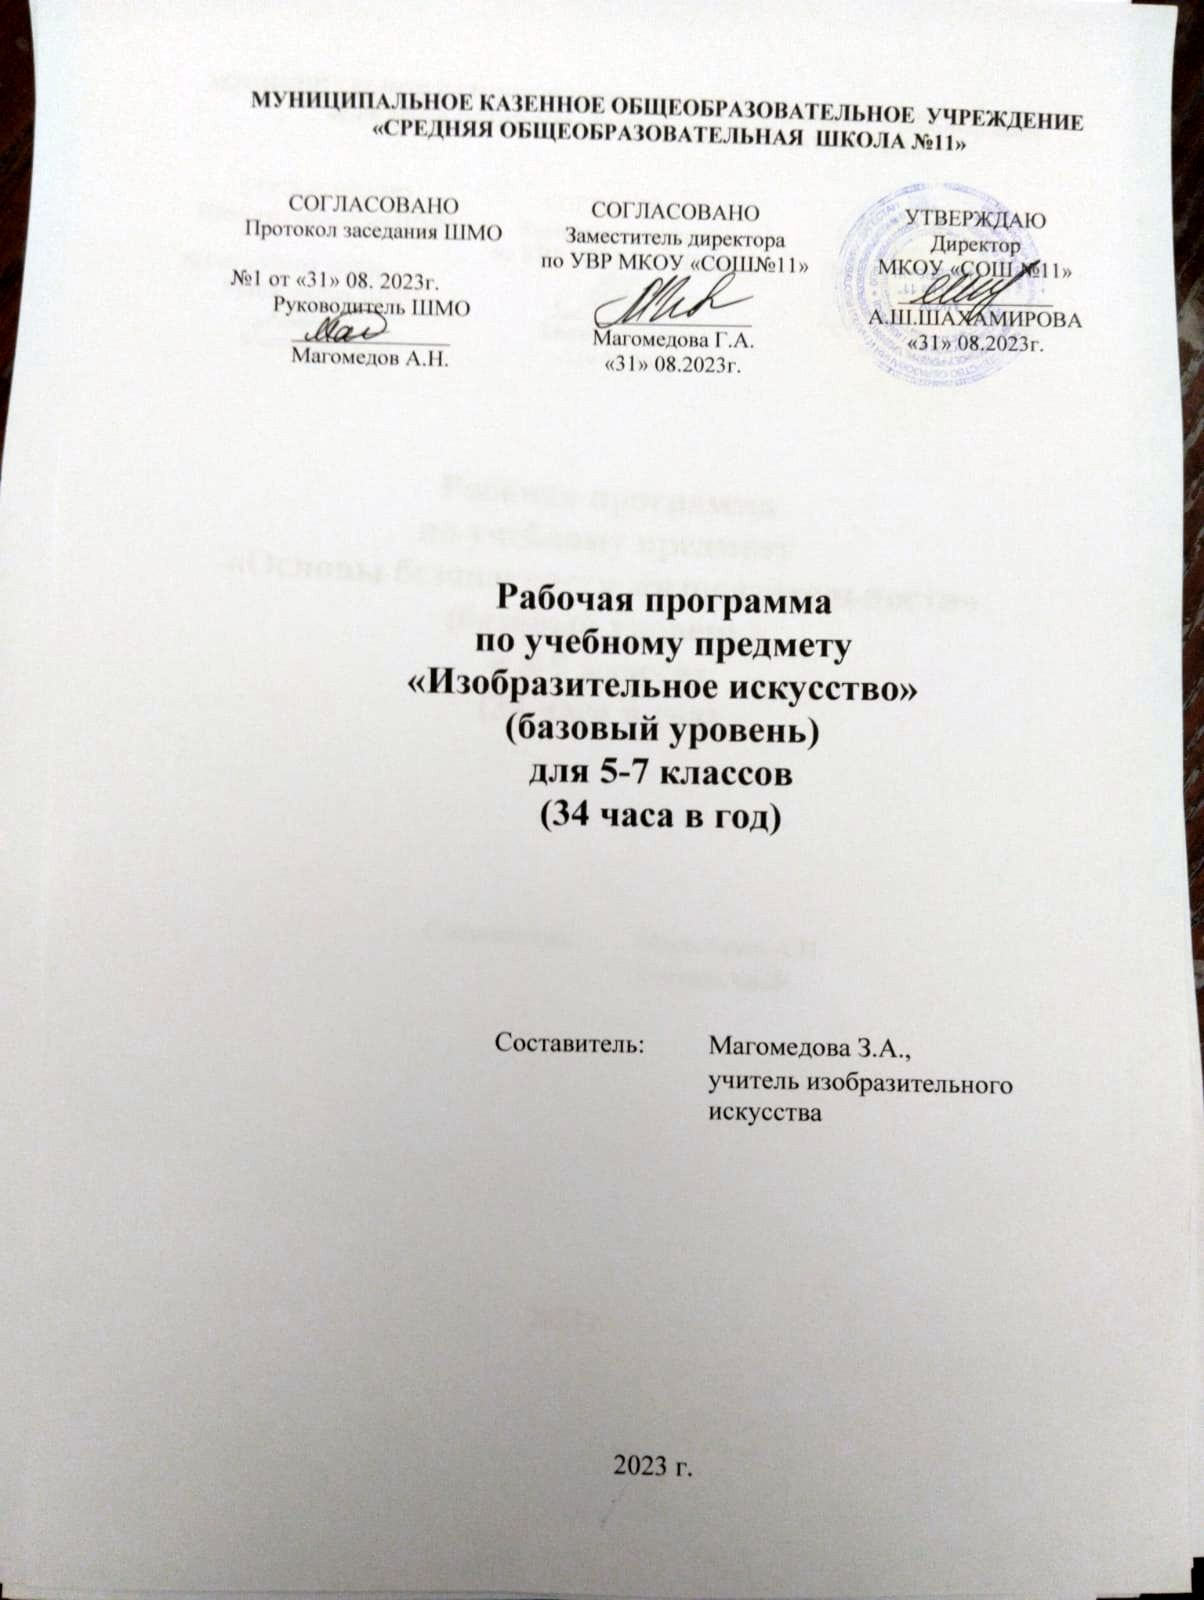 МУНИЦИПАЛЬНОЕ КАЗЕННОЕ ОБЩЕОБРАЗОВАТЕЛЬНОЕ УЧРЕЖДЕНИЕ
«СРЕДНЯЯ ОБЩЕОБРАЗОВАТЕЛЬНАЯ ШКОЛА №11»
СОГЛАСОВАНО
Протокол заседания ШМО
№1 от «31» 08. 2023г.
Руководитель ШМО
Магомедов А.Н.
СОГЛАСОВАНО
Заместитель директора
по УВР МКОУ «СОШ№11»
Магомедова Г.А.
«31» 08.2023г.
УТВЕРЖДАЮ
Директор
МКОУ «СОШ №11»
А.Ш.ШАХАМИРОВА
«31» 08.2023г.
Рабочая программа
по учебному предмету
«Изобразительное искусство»
(базовый уровень)
для 5-7 классов
(34 часа в год)
Составитель: Магомедова З.А.,
учитель изобразительного
искусства
2023 г.